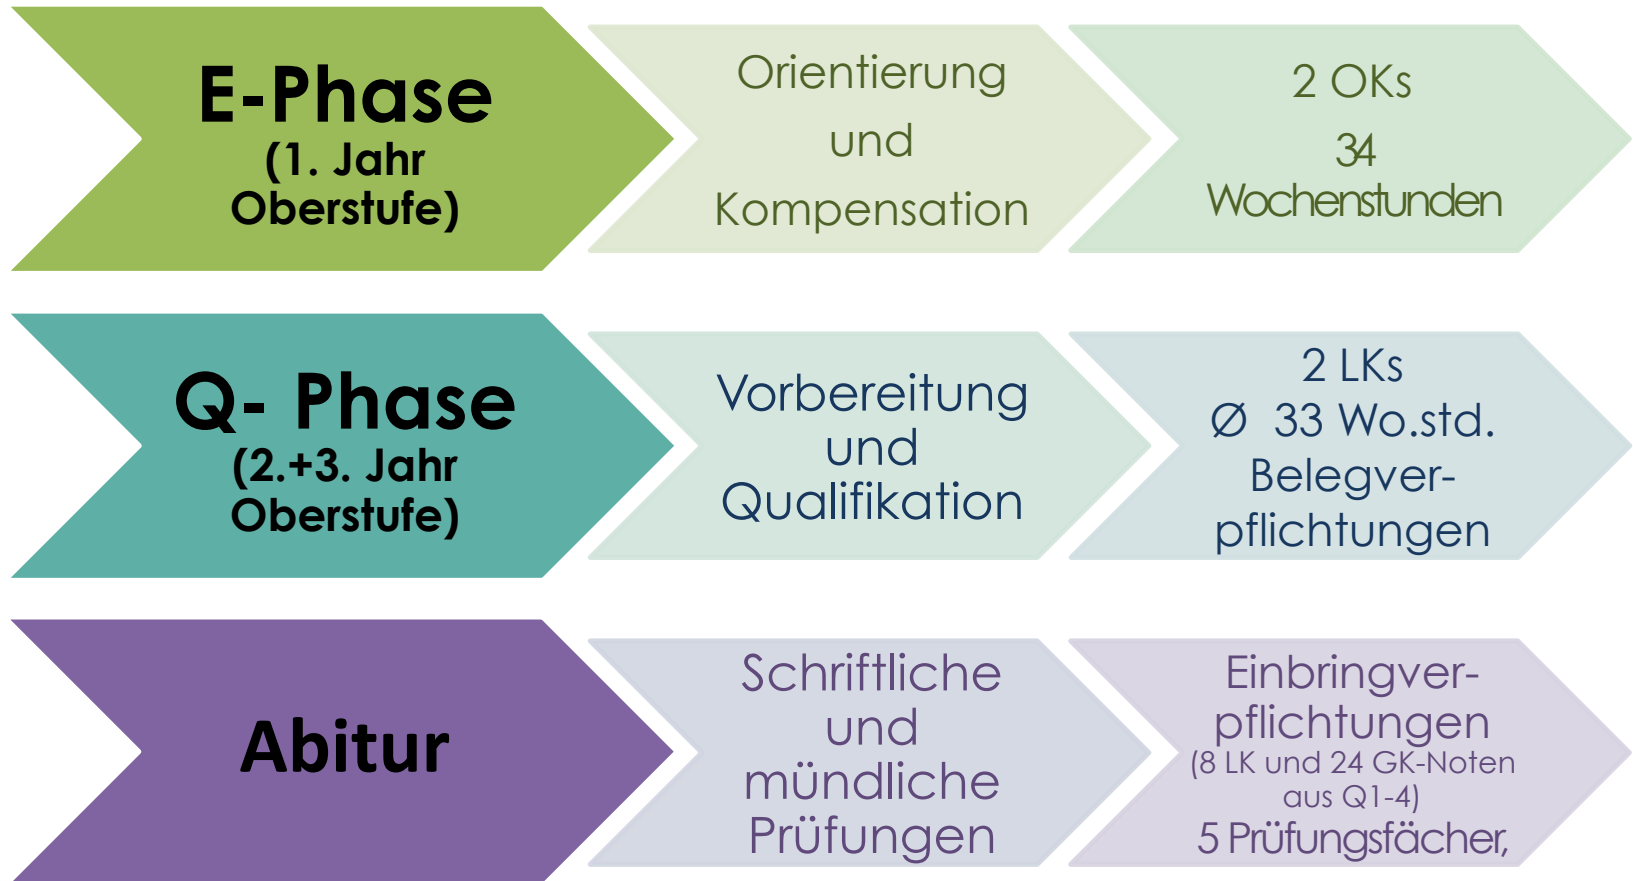 E-Phase
(1. Jahr
Oberstufe)
Orientierung
und
Kompensation
2 OKs
34
Wochenstunden
Q- Phase
(2.+3. Jahr
Oberstufe)
Vorbereitung
und
Qualifikation
2 LKs
Ø 33 Wo.std.
Belegver-
pflichtungen
Abitur
Schriftliche
und
mündliche
Prüfungen
Einbringver-
pflichtungen
(8 LK und 24 GK-Noten
aus Q1-4)
5 Prüfungsfächer,